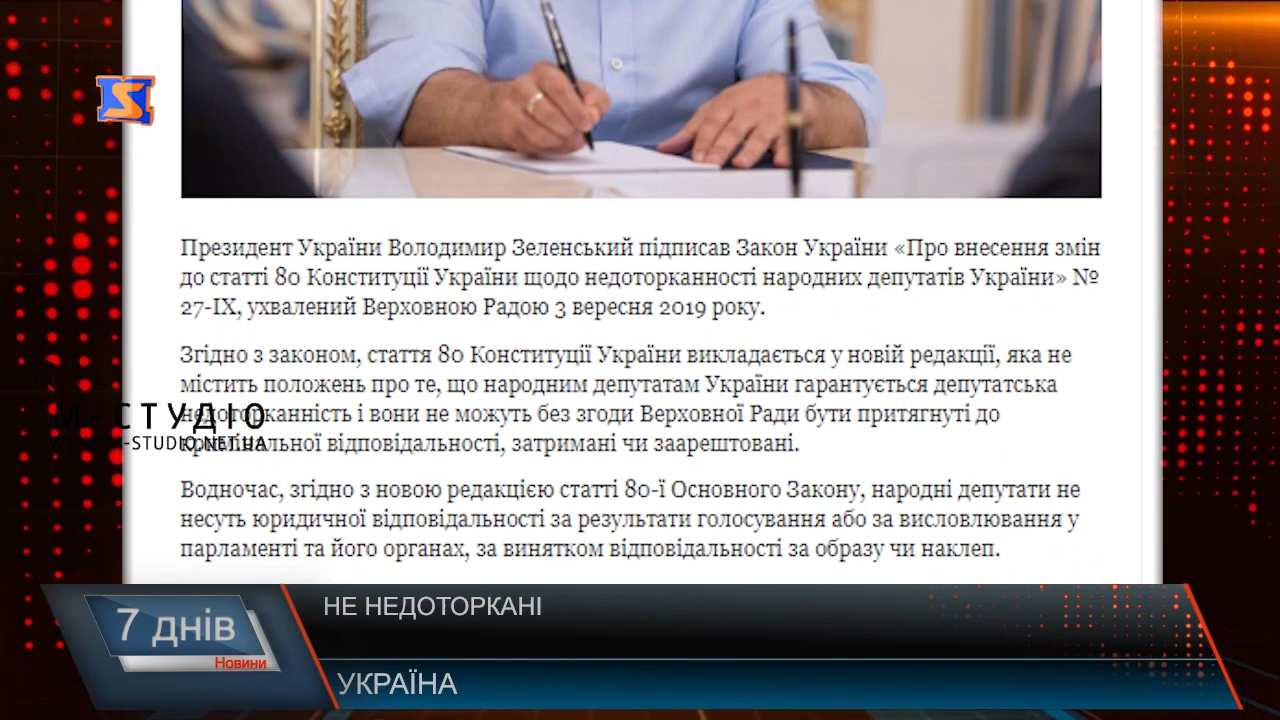 Президент України Володимир Зеленський підписав Закон України «Про внесення змін
до статті 80 Конституції України щодо недоторканності народних депутатів України» №
27-IX, ухвалений Верховною Радою 3 вересня 2019 року.
Згідно з законом, стаття 80 Конституції України викладається у новій редакції, яка не
містить положень про те, що народним депутатам України гарантується депутатська
недоторканність і вони не можуть без згоди Верховної Ради бути притягнуті до
кримінальної відповідальності, затримані чи заарештовані.
М-СТУДІО
M-STUDIO.NET.UA
Водночас, згідно з новою редакцією статті 80-ї Основного Закону, народні депутати не
несуть юридичної відповідальності за результати голосування або за висловлювання у
парламенті та його органах, за винятком відповідальності за образу чи наклеп.
7 днів
Новини
НЕ НЕДОТОРКАНІ
УКРАЇНА